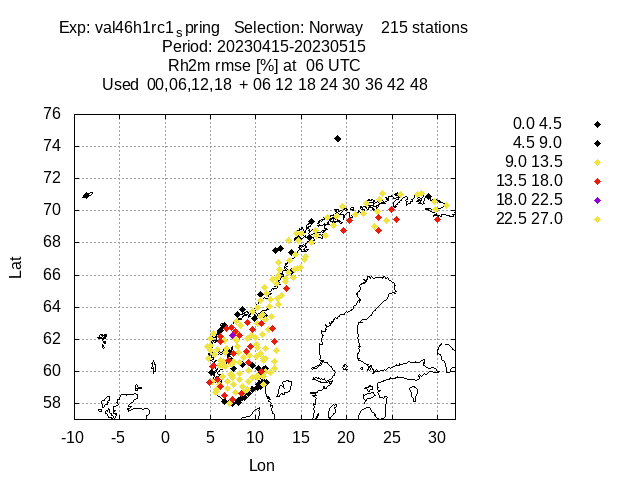 Exp: val46h1rc1spring Selection: Norway 215 stations
Period: 20230415-20230515
Rh2m rmse [%] at 06 UTC
Used 00,06,12,18 + 06 12 18 24 30 36 42 48
76
74
72
70
68
66
64
62
60
58
Lat
-10 -5 0 5 10 15 20 25 30
Lon
0.0 4.5
4.5 9.0
9.0 13.5
13.5 18.0
18.0 22.5
22.5 27.0